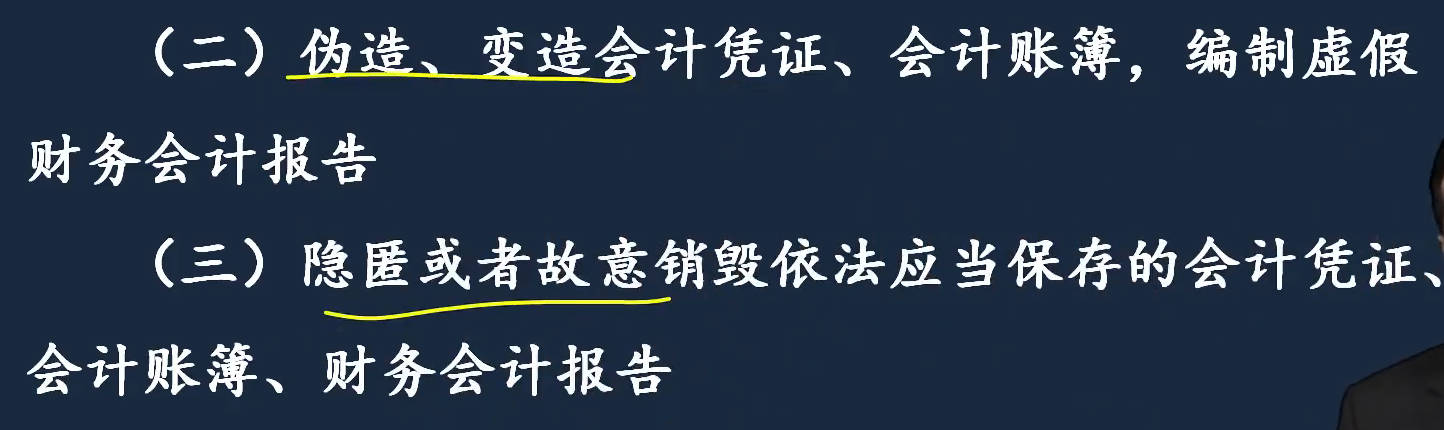 （二）伪造、变造会计凭证、会计账簿，编制虚假
财务会计报告
（三）隐匿或者故意销毁依法应当保存的会计凭证、
会计账簿、财务会计报告